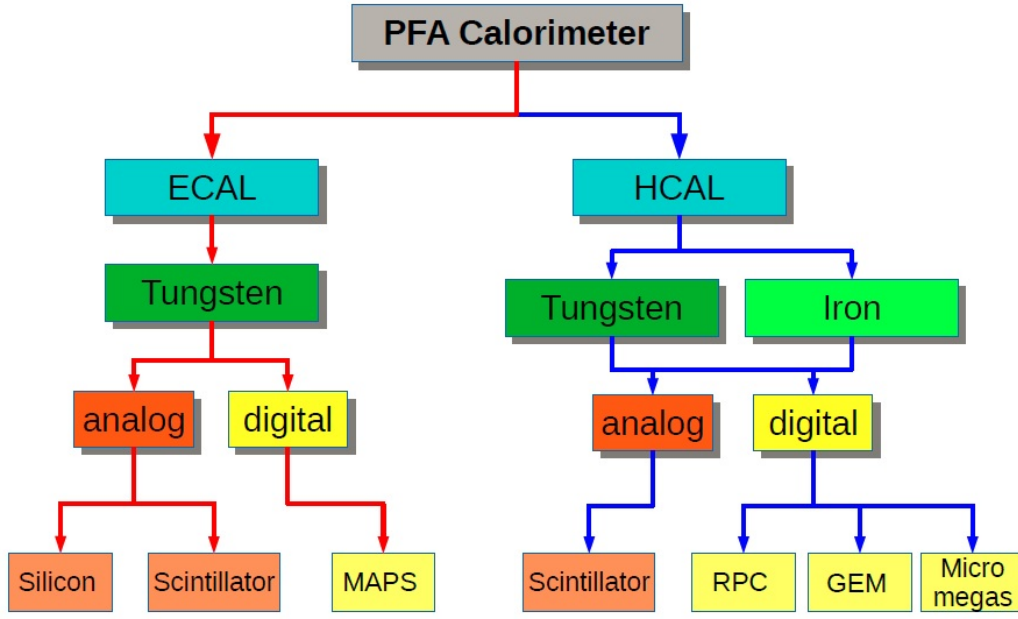 PFA Calorimeter
ECAL
HCAL
Tungsten
Tungsten
Iron
analog
digital
analog
digital
Silicon
Scintillator
MAPS
Scintillator
RPC
GEM
Micro
megas